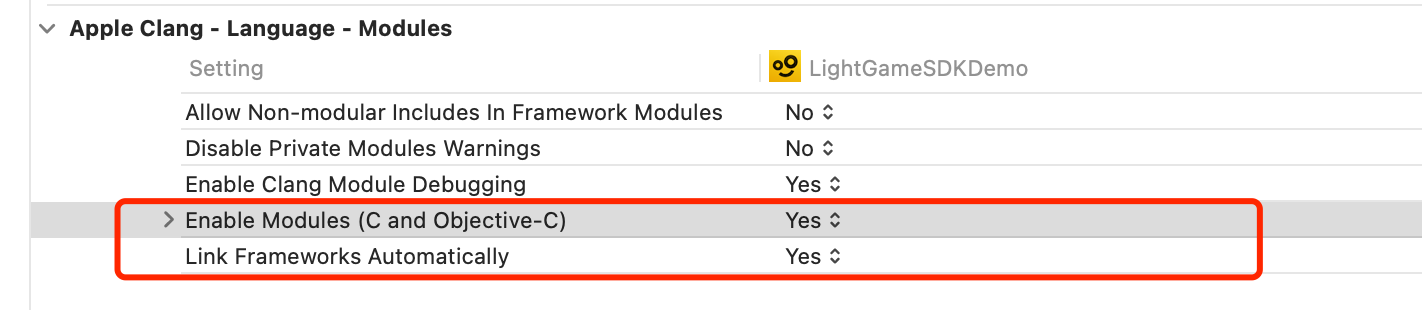 Apple Clang - Language - Modules
Setting LightGameSDKDemo
Allow Non-modular Includes In Framework Modules No
Disable Private Modules Warnings No
Enable Clang Module Debugging Yes
Enable Modules (C and Objective-C) Yes
Link Frameworks Automatically Yes